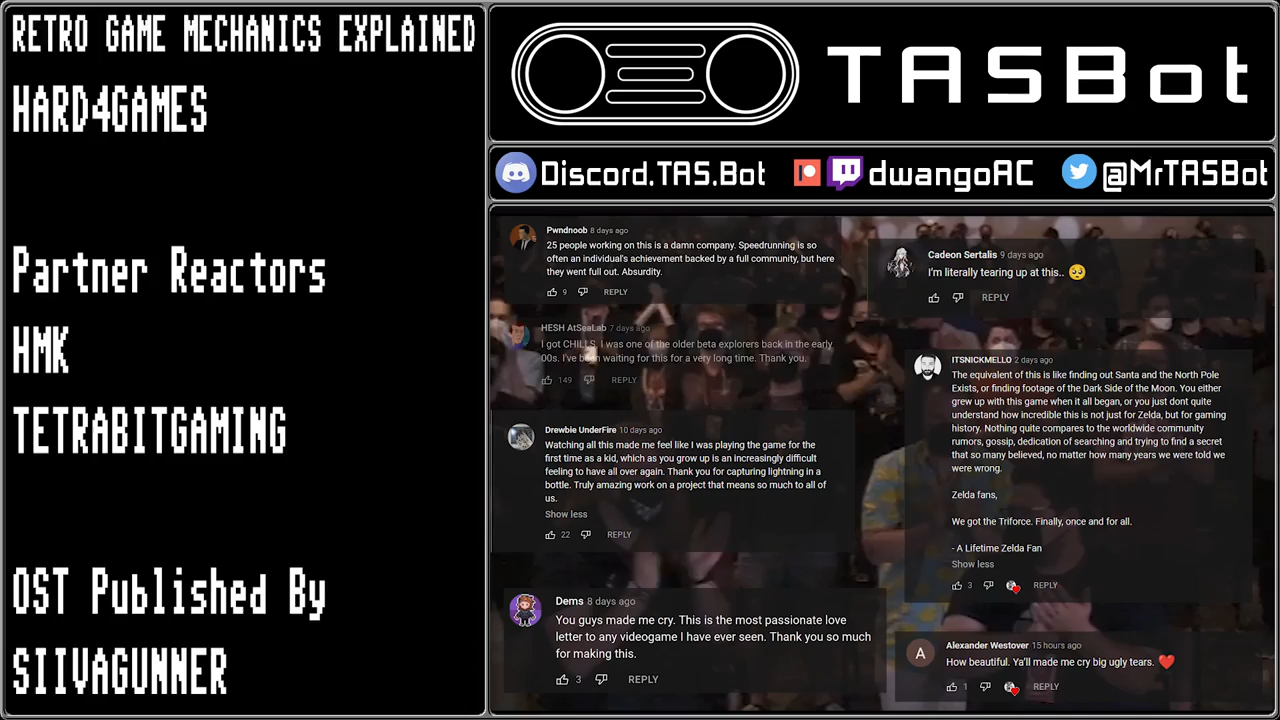 RETRO GAME MECHANICS EXPLAINED
HARD4GAMES
Partner Reactors
HMK
TETRABITGAMING
OST Published By
SIIVAGUNNER
TASBot
Discord.TAS.Bot
dwangoAC
@MrTASBot
Pwndnoob 8 days ago
25 people working on this is a damn company. Speedrunning is so
often an individual's achievement backed by a full community, but here
they went full out. Absurdity.
9 REPLY
Cadeon Sertalis 9 days ago
I'm literally tearing up at this.. 🥺
REPLY
HESH AtSeaLab 7 days ago
I got CHILLS. I was one of the older beta explorers back in the early
00s. I've been waiting for this for a very long time. Thank you.
149 REPLY
ITSNICKMELLO 2 days ago
The equivalent of this is like finding out Santa and the North Pole
Exists, or finding footage of the Dark Side of the Moon. You either
grew up with this game when it all began, or you just dont quite
understand how incredible this is not just for Zelda, but for gaming
history. Nothing quite compares to the worldwide community
rumors, gossip, dedication of searching and trying to find a secret
that so many believed, no matter how many years we were told we
were wrong.
Zelda fans,
We got the Triforce. Finally, once and for all.
- A Lifetime Zelda Fan
Show less
3 REPLY
Drewbie UnderFire 10 days ago
Watching all this made me feel like I was playing the game for the
first time as a kid, which as you grow up is an increasingly difficult
feeling to have all over again. Thank you for capturing lightning in a
bottle. Truly amazing work on a project that means so much to all of
us.
Show less
22 REPLY
Dems 8 days ago
You guys made me cry. This is the most passionate love
letter to any videogame I have ever seen. Thank you so much
for making this.
3 REPLY
A
Alexander Westover 15 hours ago
How beautiful. Ya'll made me cry big ugly tears. ❤️
1 REPLY